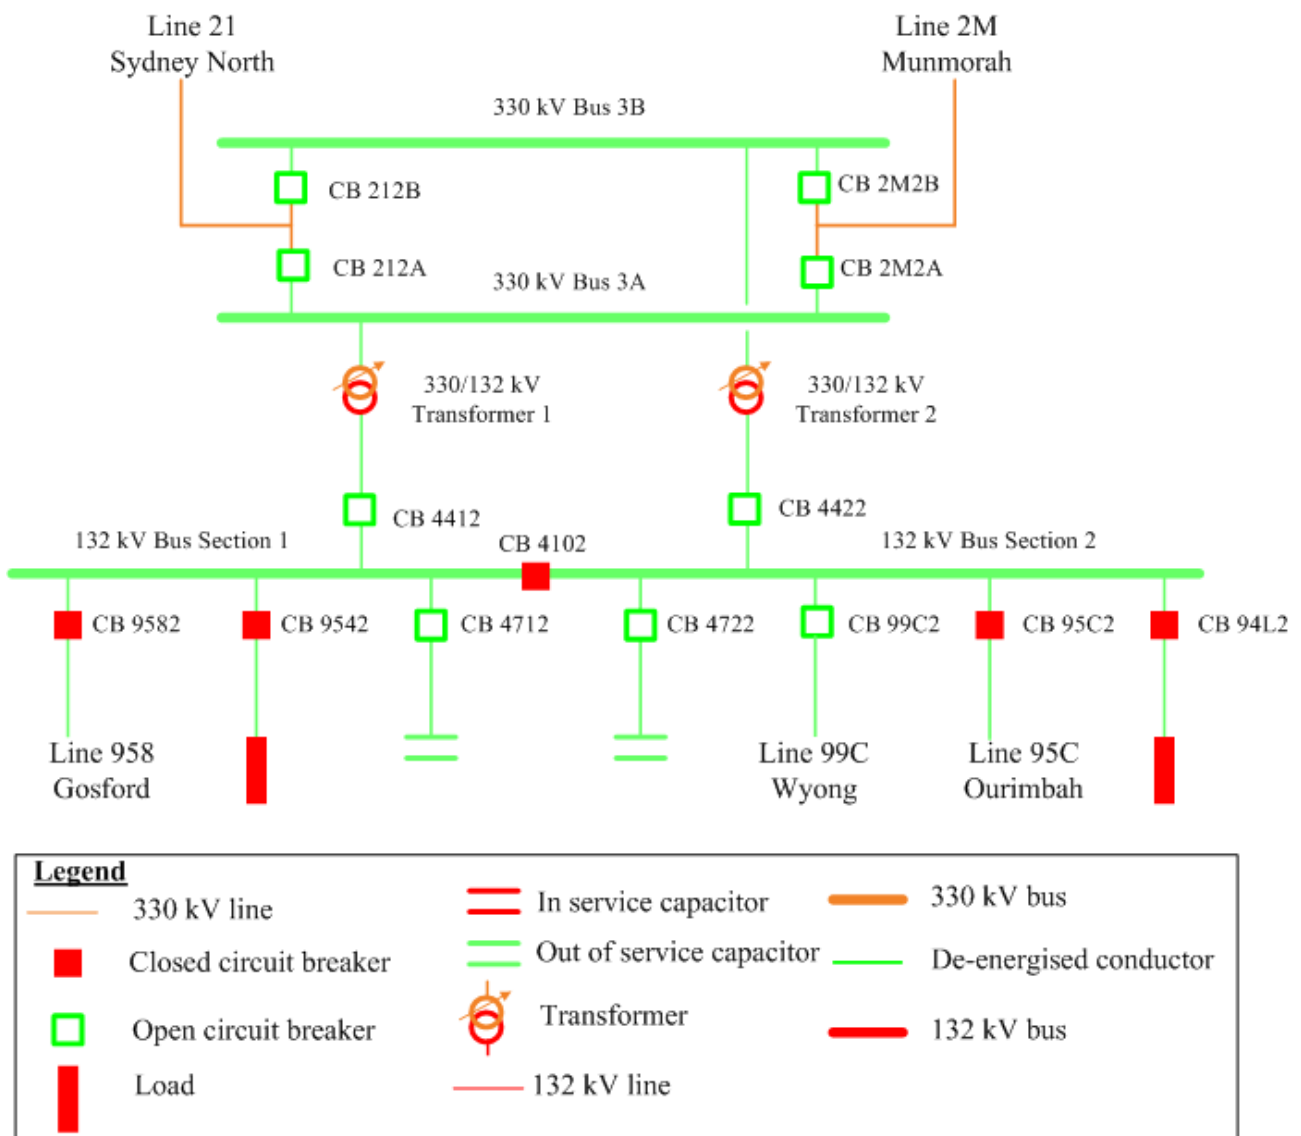 Line 21
Sydney North
Line 2M
Munmorah
330 kV Bus 3B
CB 212B
CB 2M2B
CB 212A
CB 2M2A
330 kV Bus 3A
330/132 kV
Transformer 1
330/132 kV
Transformer 2
CB 4412
CB 4422
132 kV Bus Section 1
CB 4102
132 kV Bus Section 2
CB 9582
CB 9542
CB 4712
CB 4722
CB 99C2
CB 95C2
CB 94L2
Line 958
Gosford
Line 99C
Wyong
Line 95C
Ourimbah
Legend
330 kV line
In service capacitor
330 kV bus
Closed circuit breaker
Out of service capacitor
De-energised conductor
Open circuit breaker
Transformer
132 kV bus
Load
132 kV line